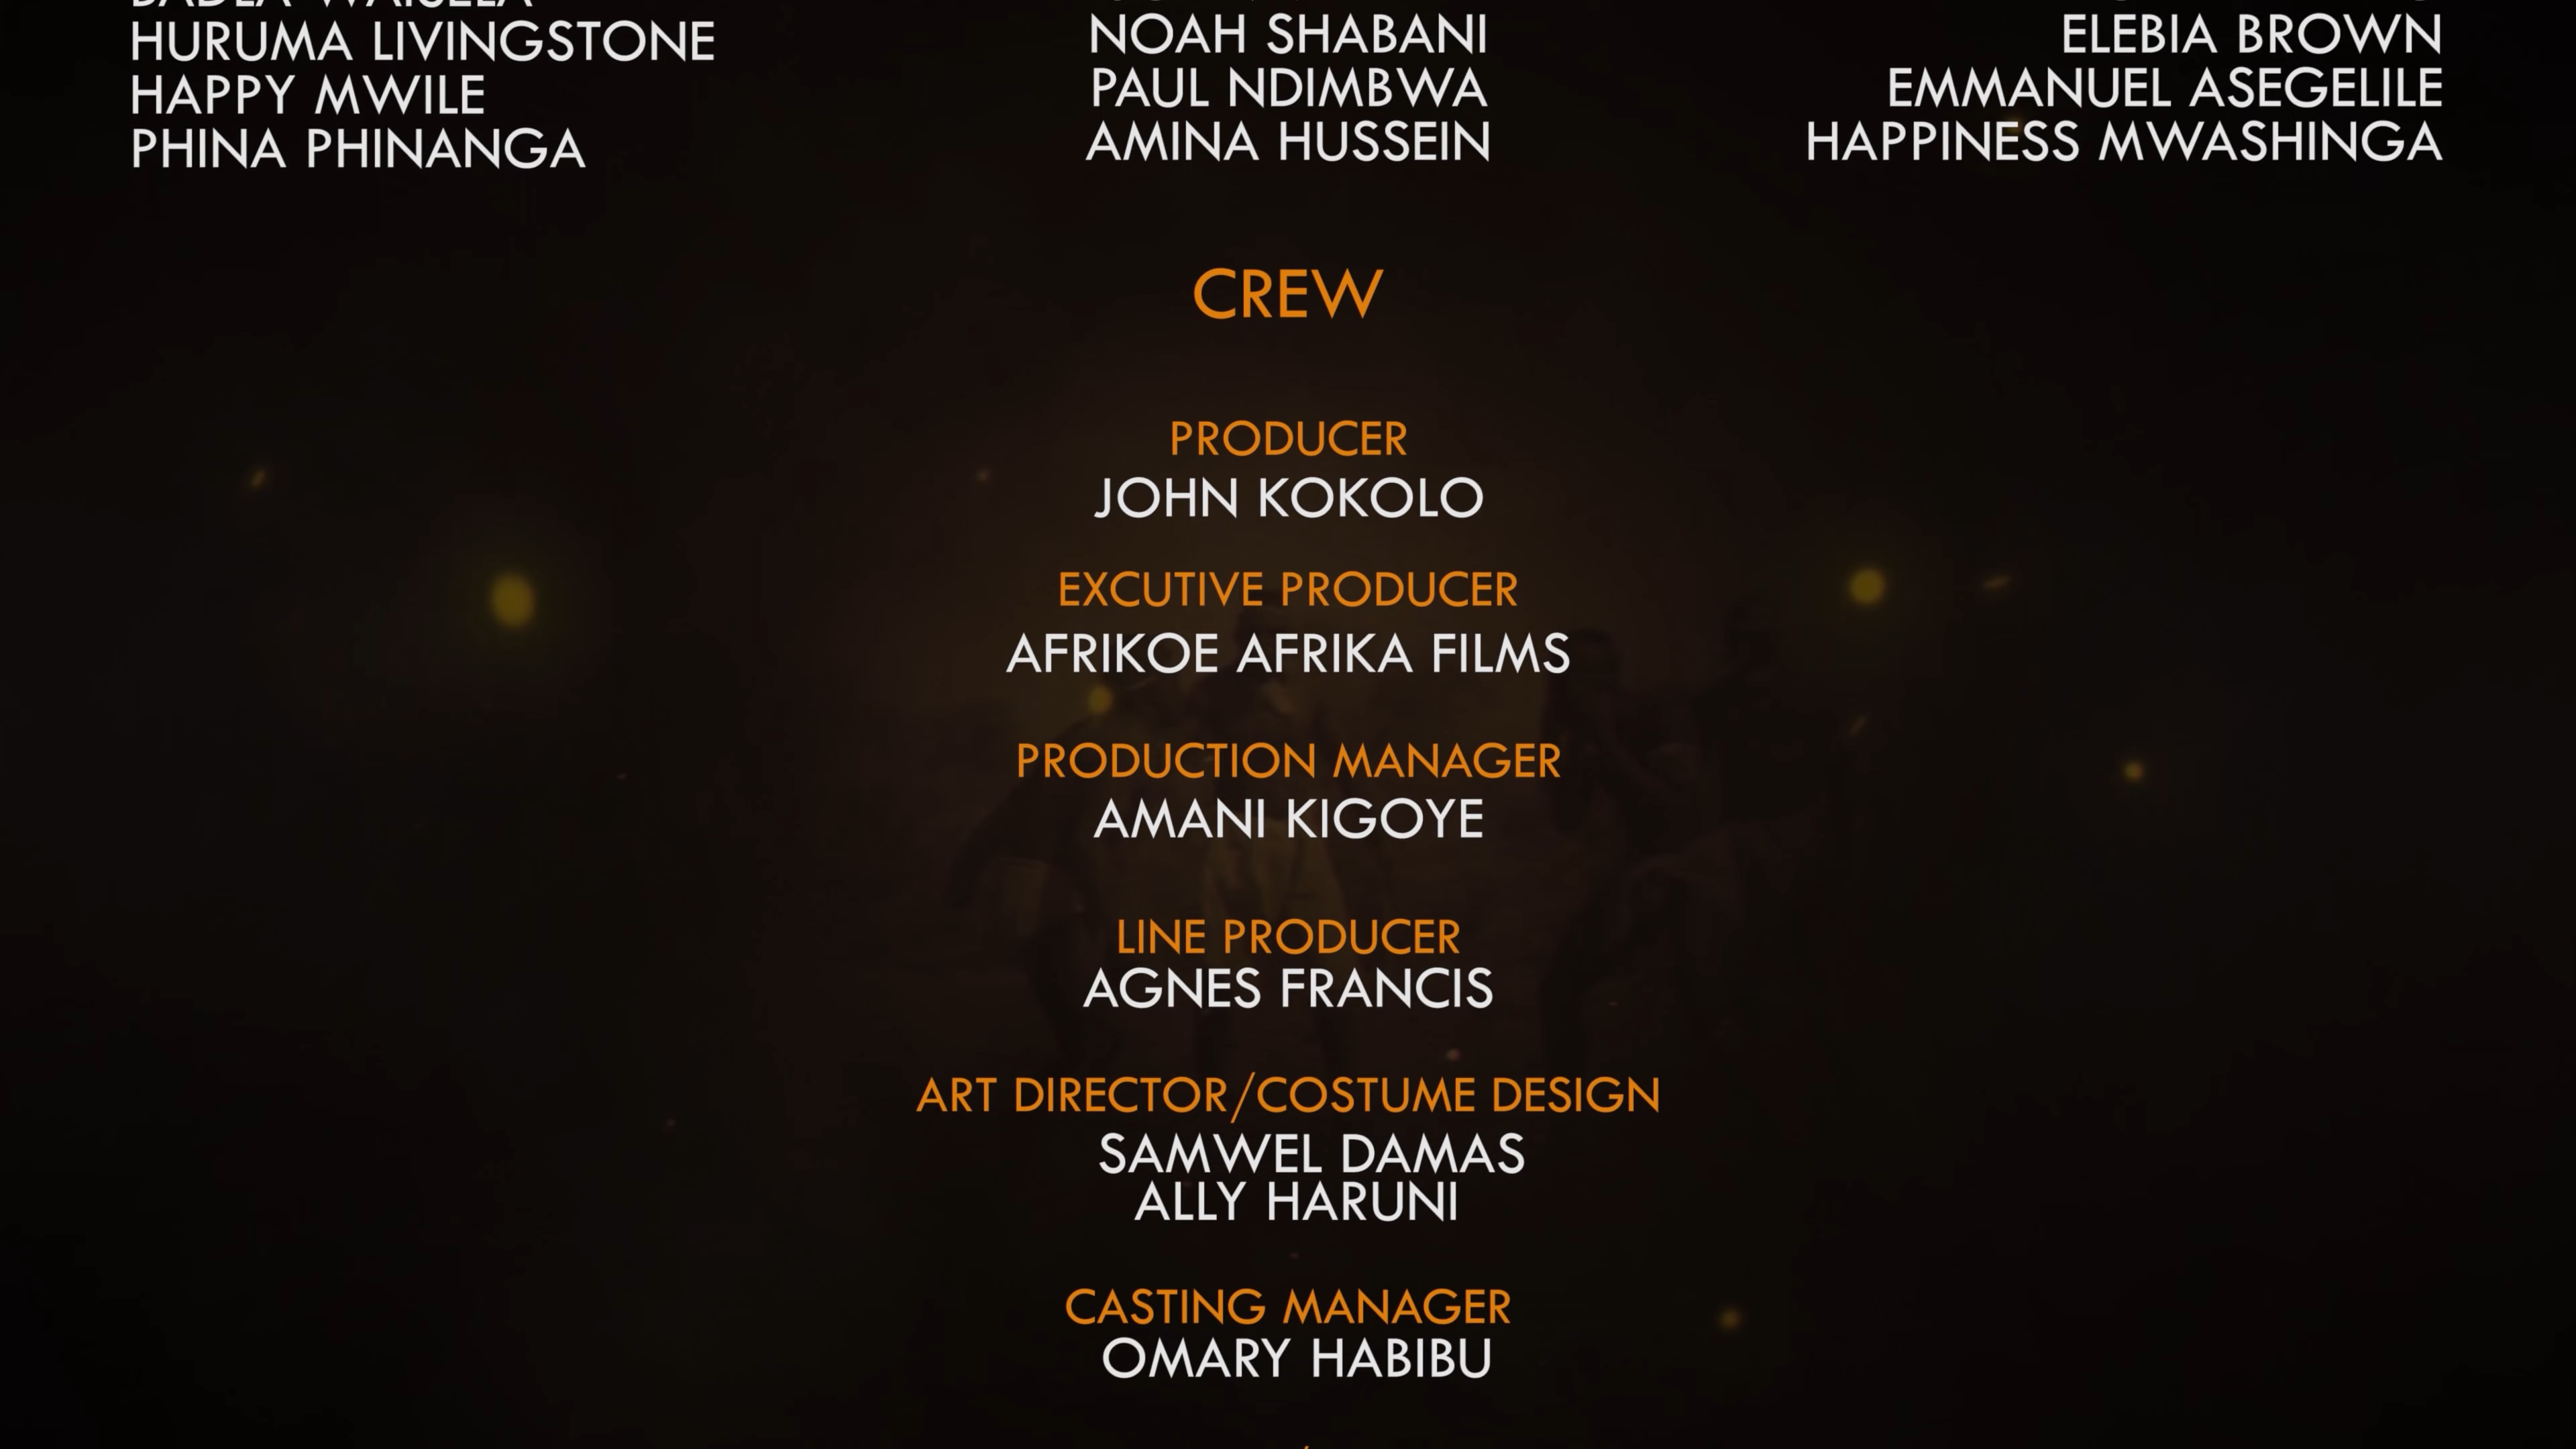 HURUMA LIVINGSTONE
HAPPY MWILE
PHINA PHINANGA
NOAH SHABANI
PAUL NDIMBWA
AMINA HUSSEIN
ELEBIA BROWN
EMMANUEL ASEGELILE
HAPPINESS MWASHINGA
CREW
PRODUCER
JOHN KOKOLO
EXCUTIVE PRODUCER
AFRIKOE AFRIKA FILMS
PRODUCTION MANAGER
AMANI KIGOYE
LINE PRODUCER
AGNES FRANCIS
ART DIRECTOR/COSTUME DESIGN
SAMWEL DAMAS
ALLY HARUNI
CASTING MANAGER
OMARY HABIBU